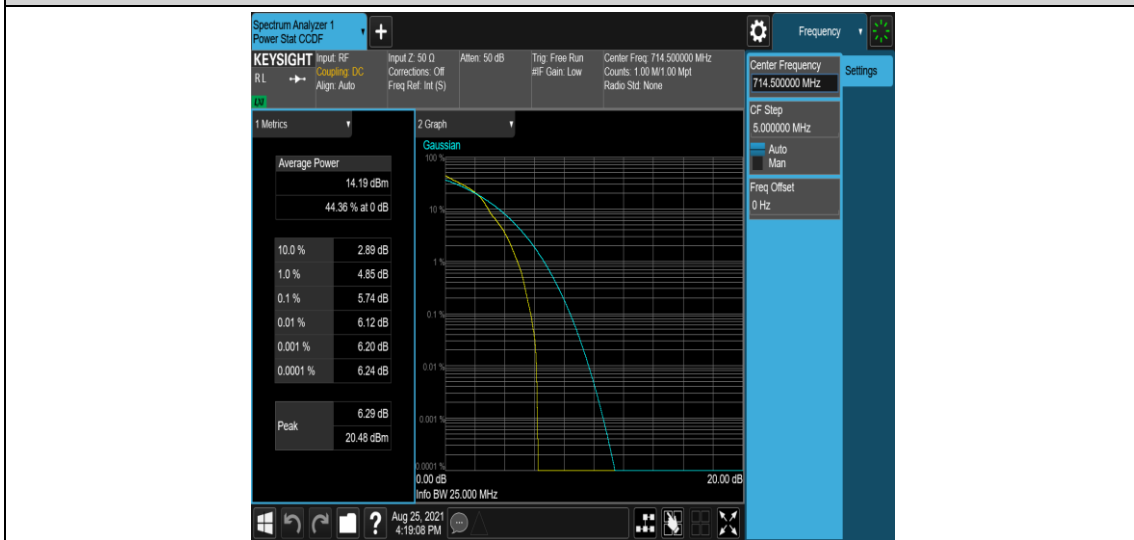 Spectrum Analyzer 1
Power Stat CCDF
Frequency
KEYSIGHT
RL
LXI
Input: RF
Coupling: DC
Align: Auto
Input Z: 50 Ω
Corrections: Off
Freq Ref: Int (S)
Atten: 50 dB
Trig: Free Run
#IF Gain: Low
Center Freq: 714.500000 MHz
Counts: 1.00 M/1.00 Mpt
Radio Std: None
Center Frequency
714.500000 MHz
Settings
CF Step
5.000000 MHz
Auto
Man
Freq Offset
0 Hz
1 Metrics
Average Power
14.19 dBm
44.36 % at 0 dB
10.0 % 2.89 dB
1.0 % 4.85 dB
0.1 % 5.74 dB
0.01 % 6.12 dB
0.001 % 6.20 dB
0.0001 % 6.24 dB
Peak
6.29 dB
20.48 dBm
2 Graph
Gaussian
100 %
10 %
1 %
0.1 %
0.01 %
0.001 %
0.0001 %
0.00 dB 20.00 dB
Info BW 25.000 MHz
?
Aug 25, 2021
4:19:08 PM